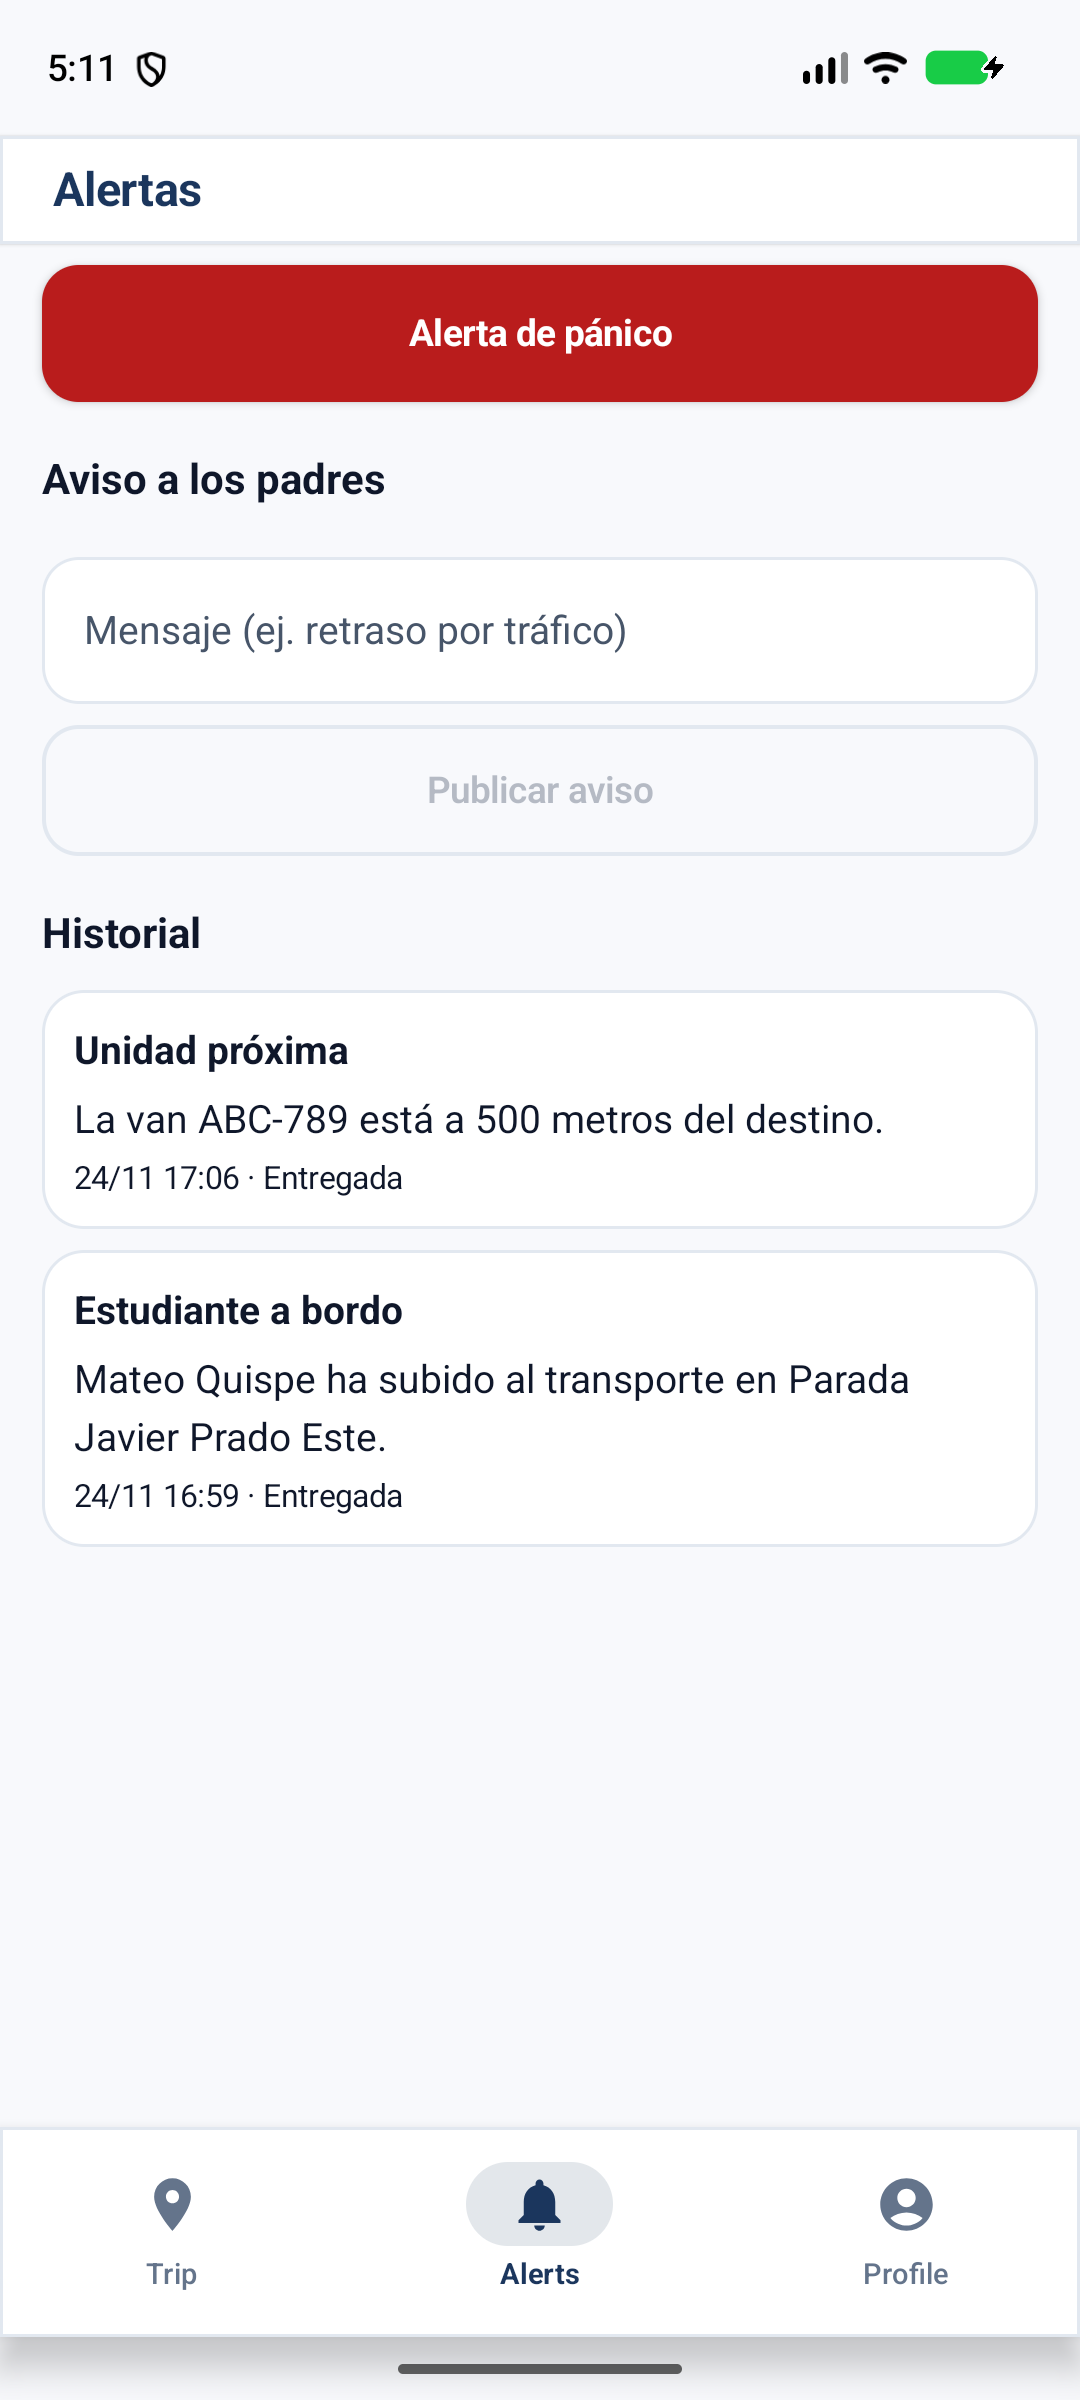 5:11
Alertas
Alerta de pánico
Aviso a los padres
Mensaje (ej. retraso por tráfico)
Publicar aviso
Historial
Unidad próxima
La van ABC-789 está a 500 metros del destino.
24/11 17:06 · Entregada
Estudiante a bordo
Mateo Quispe ha subido al transporte en Parada
Javier Prado Este.
24/11 16:59 · Entregada
Trip
Alerts
Profile